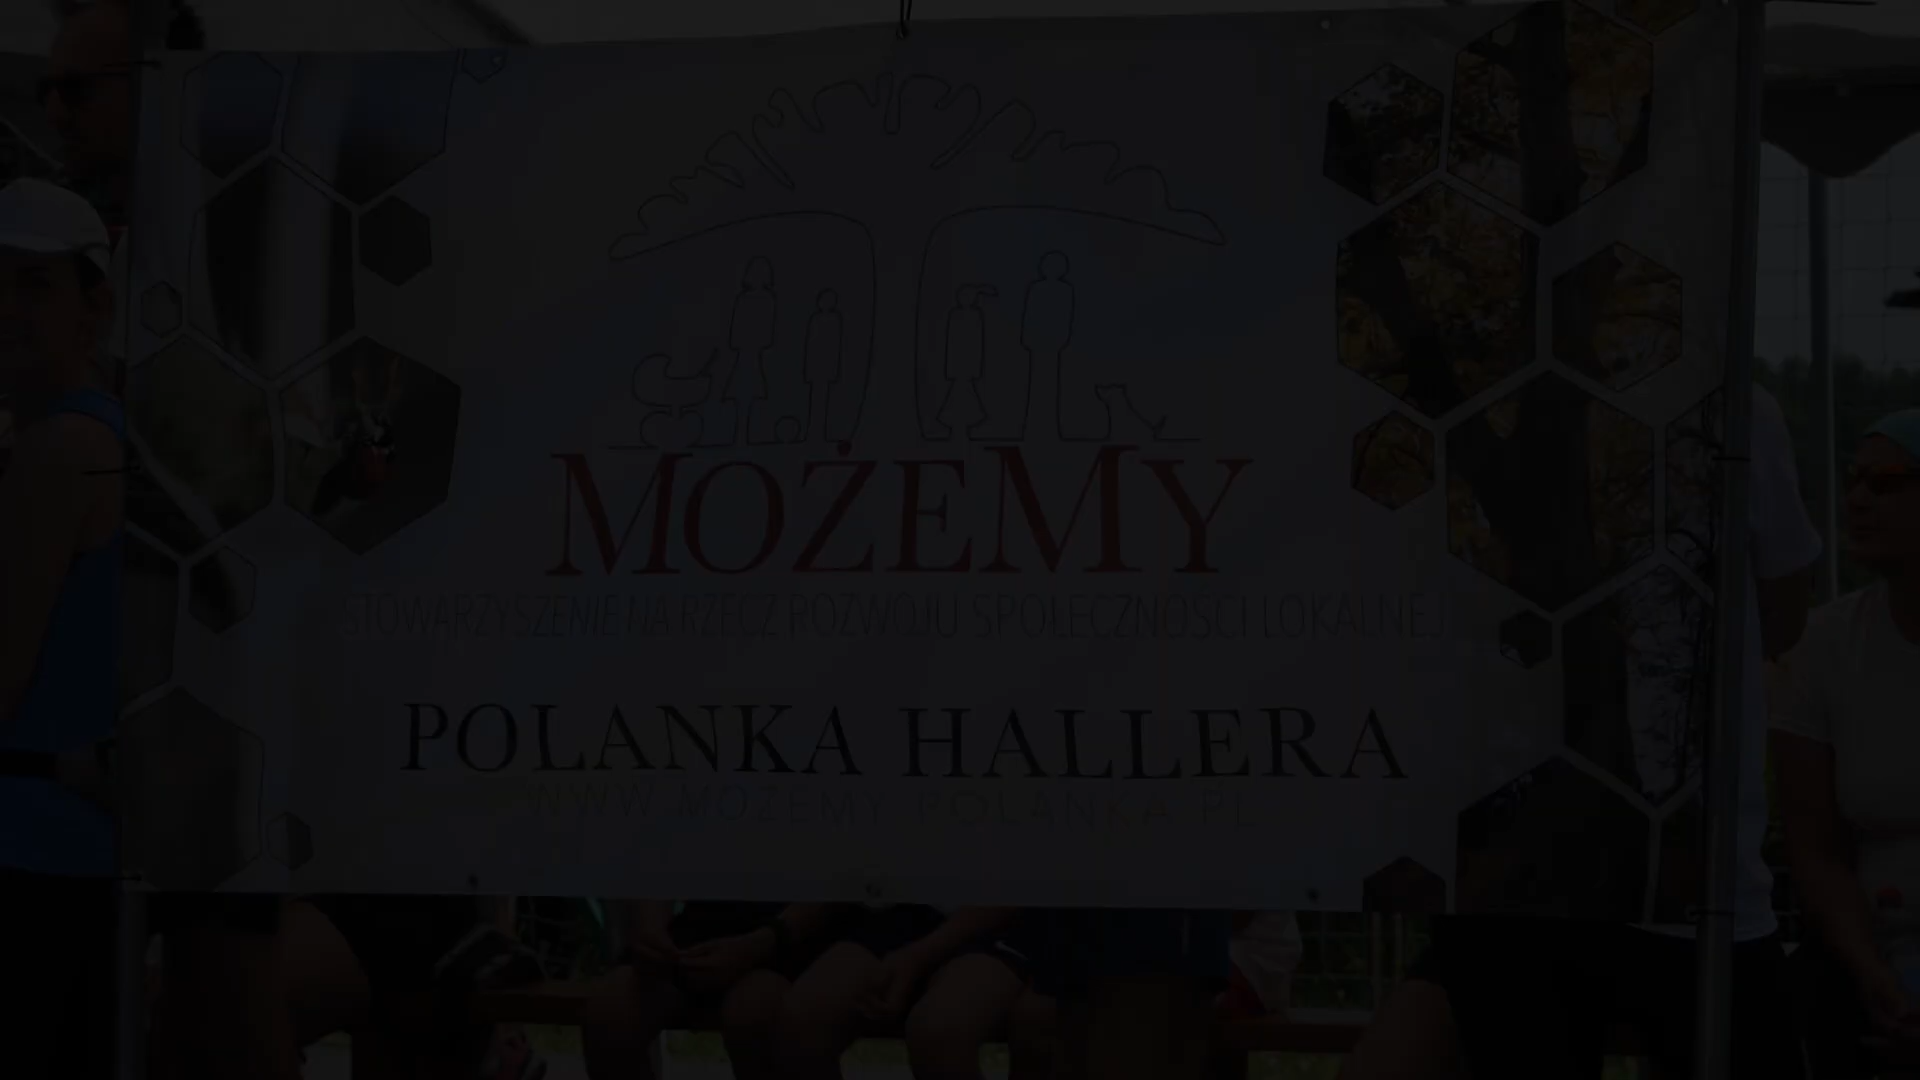 MOŻEMY
STOWARZYSZENIE NA RZECZ ROZWOJU SPOŁECZNOŚCI LOKALNEJ
POLANKA HALLERA
WWW.MOZEMY POLANKA.PL